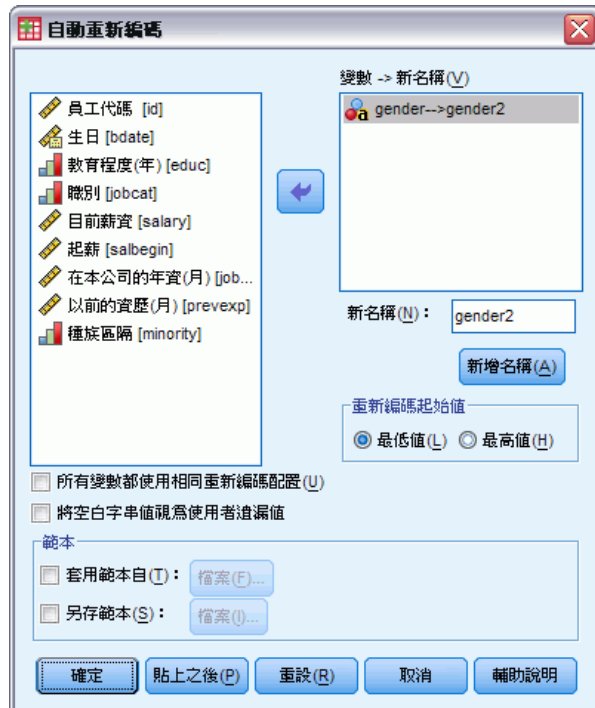 自動重新編碼
變數 -> 新名稱(V)
員工代碼 [id]
生日 [bdate]
教育程度(年) [educ]
職別 [jobcat]
目前薪資 [salary]
起薪 [salbegin]
在本公司的年資(月) [job...
以前的資歷(月) [prevexp]
種族區隔 [minority]
gender-->gender2
新名稱(N)：
gender2
新增名稱(A)
重新編碼起始值
最低值(L)
最高值(H)
所有變數都使用相同重新編碼配置(U)
將空白字串值視為使用者遺漏值
範本
套用範本自(T)：
檔案(F)...
另存範本(S)：
檔案(I)...
確定
貼上之後(P)
重設(R)
取消
輔助說明